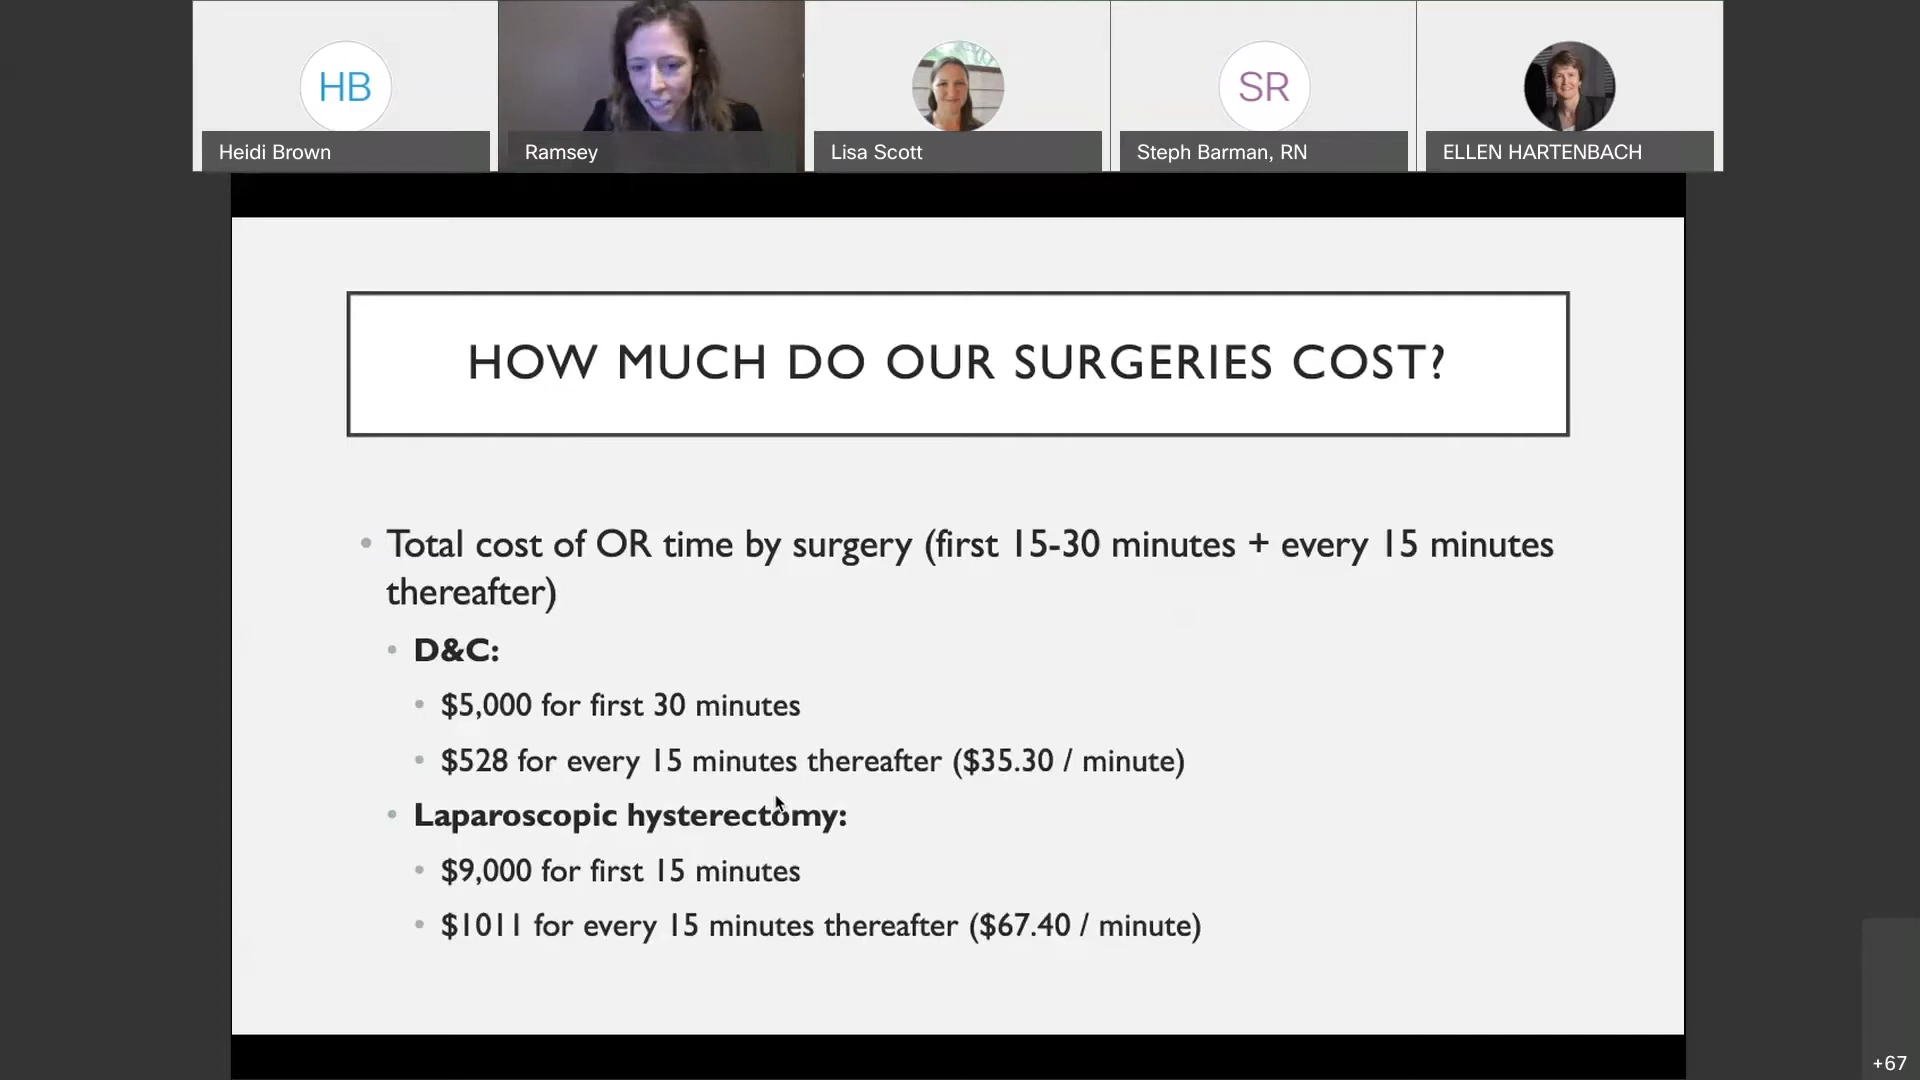 HB
SR
Heidi Brown
Ramsey
Lisa Scott
Steph Barman, RN
ELLEN HARTENBACH
HOW MUCH DO OUR SURGERIES COST?
• Total cost of OR time by surgery (first 15-30 minutes + every 15 minutes
thereafter)
• D&C:
• $5,000 for first 30 minutes
• $528 for every 15 minutes thereafter ($35.30 / minute)
• Laparoscopic hysterectomy:
• $9,000 for first 15 minutes
• $1011 for every 15 minutes thereafter ($67.40 / minute)
+67